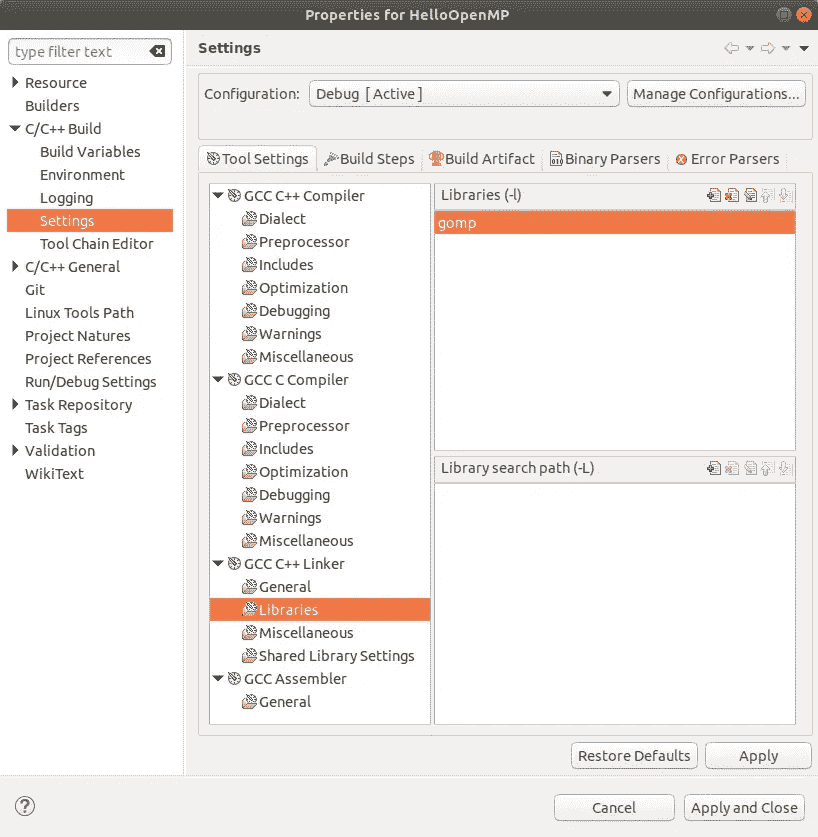 Properties for HelloOpenMP
type filter text
Resource
Builders
C/C++ Build
Build Variables
Environment
Logging
Settings
Tool Chain Editor
C/C++ General
Git
Linux Tools Path
Project Natures
Project References
Run/Debug Settings
Task Repository
Task Tags
Validation
WikiText
Settings
Configuration: Debug [ Active ] Manage Configurations...
Tool Settings Build Steps Build Artifact Binary Parsers Error Parsers
GCC C++ Compiler
Dialect
Preprocessor
Includes
Optimization
Debugging
Warnings
Miscellaneous
GCC C Compiler
Dialect
Preprocessor
Includes
Optimization
Debugging
Warnings
Miscellaneous
GCC C++ Linker
General
Libraries
Miscellaneous
Shared Library Settings
GCC Assembler
General
Libraries (-l)
gomp
Library search path (-L)
Restore Defaults Apply
? Cancel Apply and Close